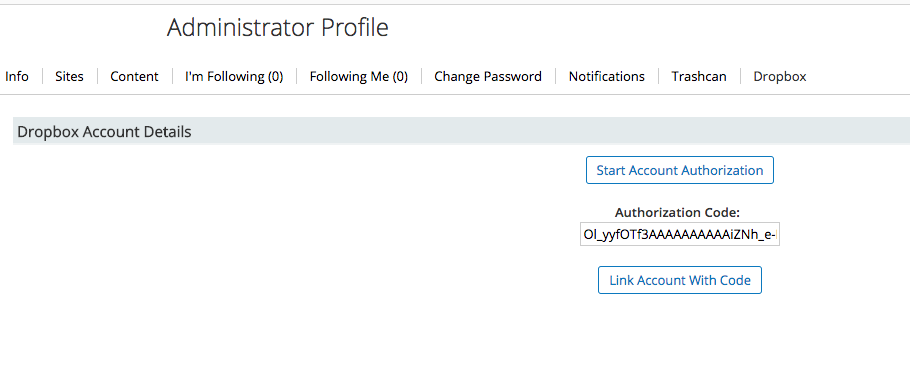 Administrator Profile
Info Sites Content I'm Following (0) Following Me (0) Change Password Notifications Trashcan Dropbox
Dropbox Account Details
Start Account Authorization
Authorization Code:
Ol_yyfOTf3AAAAAAAAAAiZNh_e-
Link Account With Code